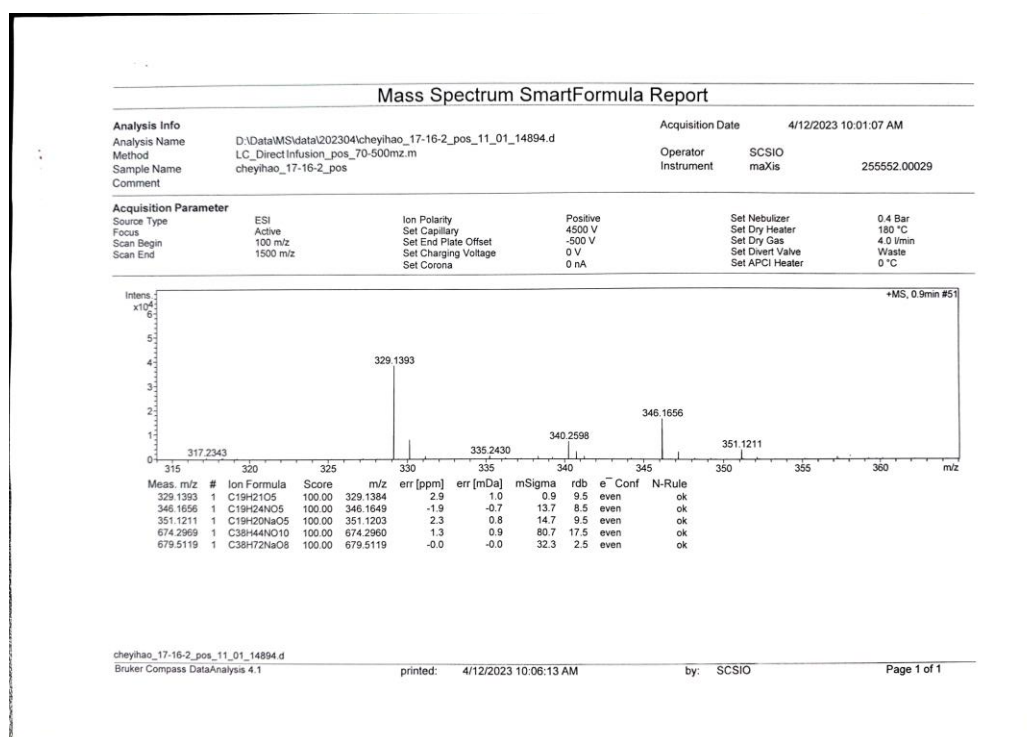 Mass Spectrum SmartFormula Report
Analysis Info
Acquisition Date 4/12/2023 10:01:07 AM
Analysis Name D:\Data\MS\data\202304\cheyihao_17-16-2_pos_11_01_14894.d
Method LC_Direct Infusion_pos_70-500mz.m
Operator SCSIO
Sample Name cheyihao_17-16-2_pos
Instrument maXis 255552.00029
Comment
Acquisition Parameter
Source Type ESI Ion Polarity Positive Set Nebulizer 0.4 Bar
Focus Active Set Capillary 4500 V Set Dry Heater 180 °C
Scan Begin 100 m/z Set End Plate Offset -500 V Set Dry Gas 4.0 l/min
Scan End 1500 m/z Set Charging Voltage 0 V Set Divert Valve Waste
Set Corona 0 nA Set APCI Heater 0 °C
Intens.
x104
+MS, 0.9min #51
6
5
4
3
2
1
0
329.1393
346.1656
340.2598
351.1211
335.2430
317.2343
315 320 325 330 335 340 345 350 355 360 m/z
Meas. m/z # Ion Formula Score m/z err [ppm] err [mDa] mSigma rdb e¯ Conf N-Rule
329.1393 1 C19H21O5 100.00 329.1384 2.9 1.0 0.9 9.5 even ok
346.1656 1 C19H24NO5 100.00 346.1649 -1.9 -0.7 13.7 8.5 even ok
351.1211 1 C19H20NaO5 100.00 351.1203 2.3 0.8 14.7 9.5 even ok
674.2969 1 C38H44NO10 100.00 674.2960 1.3 0.9 80.7 17.5 even ok
679.5119 1 C38H72NaO8 100.00 679.5119 -0.0 -0.0 32.3 2.5 even ok
cheyihao_17-16-2_pos_11_01_14894.d
Bruker Compass DataAnalysis 4.1 printed: 4/12/2023 10:06:13 AM by: SCSIO Page 1 of 1